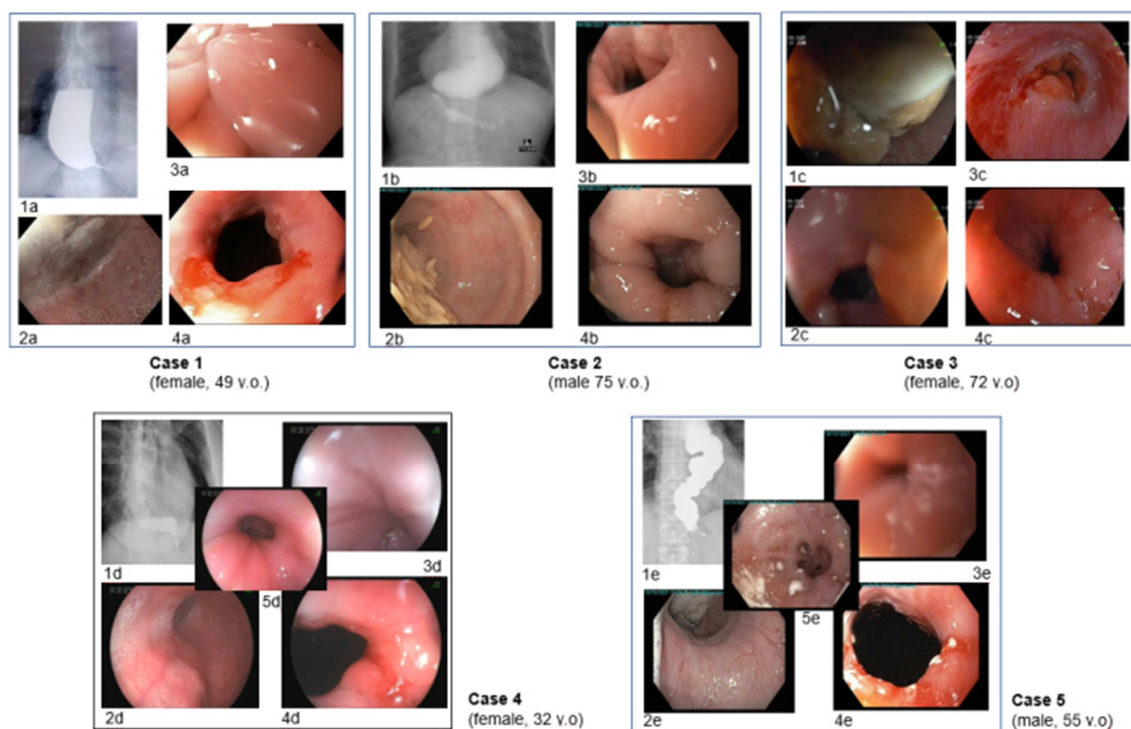 1a
3a
2a
4a
Case 1
(female, 49 v.o.)
1b
3b
2b
4b
Case 2
(male 75 v.o.)
1c
3c
2c
4c
Case 3
(female, 72 v.o)
1d
5d
3d
2d
4d
Case 4
(female, 32 v.o)
1e
5e
3e
2e
4e
Case 5
(male, 55 v.o)